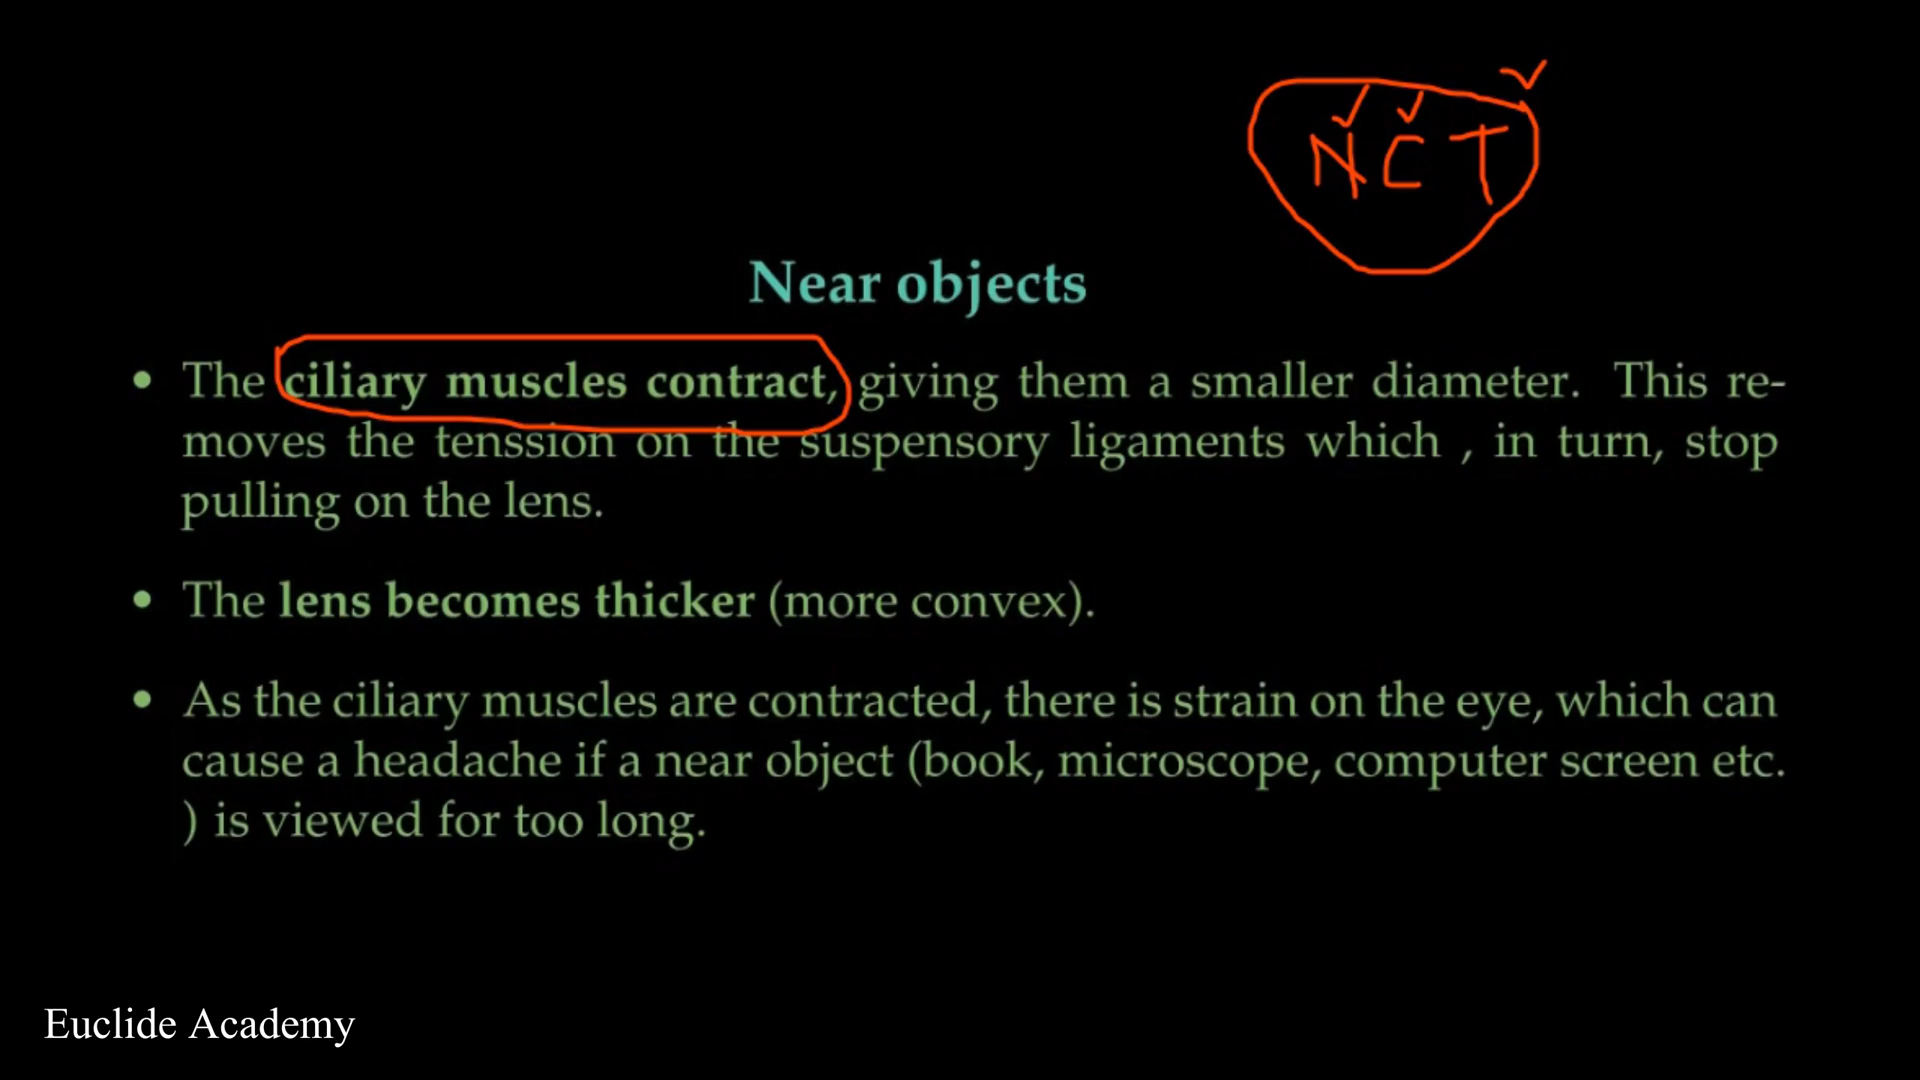 NCT
Near objects
• The ciliary muscles contract, giving them a smaller diameter. This re-
moves the tenssion on the suspensory ligaments which , in turn, stop
pulling on the lens.
• The lens becomes thicker (more convex).
• As the ciliary muscles are contracted, there is strain on the eye, which can
cause a headache if a near object (book, microscope, computer screen etc.
) is viewed for too long.
Euclide Academy